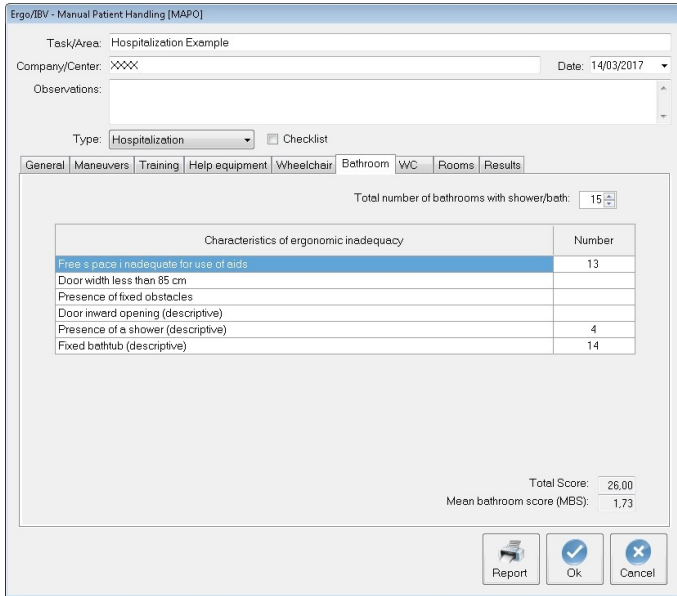 Ergo/IBV - Manual Patient Handling [MAPO]
Task/Area: Hospitalization Example
Company/Center: XXXX Date: 14/03/2017
Observations:
Type: Hospitalization Checklist
General Maneuvers Training Help equipment Wheelchair Bathroom WC Rooms Results
Total number of bathrooms with shower/bath: 15
Characteristics of ergonomic inadequacy Number
Free s pace i nadequate for use of aids 13
Door width less than 85 cm
Presence of fixed obstacles
Door inward opening (descriptive)
Presence of a shower (descriptive) 4
Fixed bathtub (descriptive) 14
Total Score: 26,00
Mean bathroom score (MBS): 1,73
Report Ok Cancel